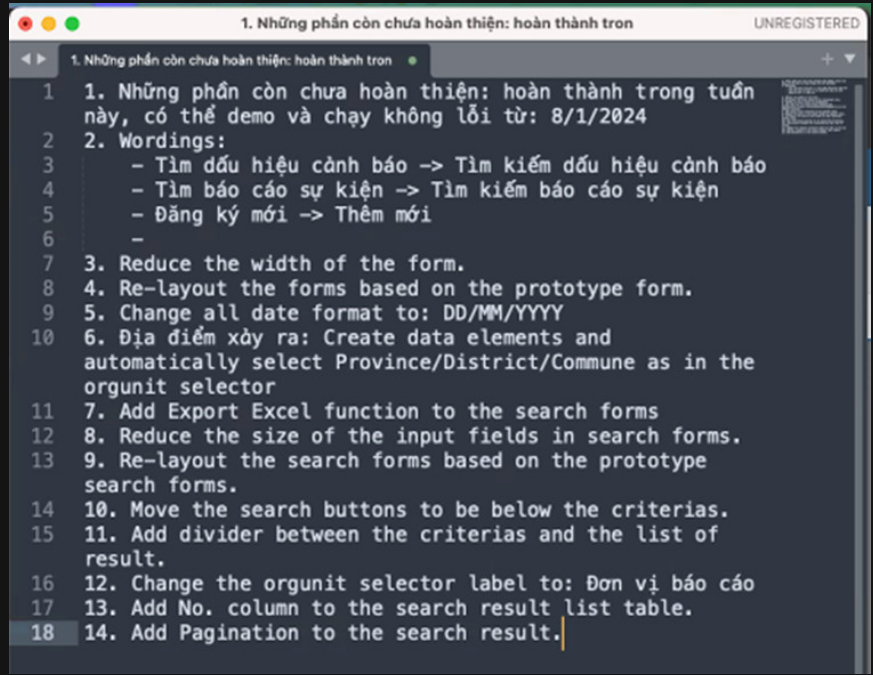 1. Những phần còn chưa hoàn thiện: hoàn thành tron
UNREGISTERED
1. Những phần còn chưa hoàn thiện: hoàn thành tron
1 1. Những phần còn chưa hoàn thiện: hoàn thành trong tuần
này, có thể demo và chạy không lỗi từ: 8/1/2024
2 2. Wordings:
3 - Tìm dấu hiệu cảnh báo -> Tìm kiếm dấu hiệu cảnh báo
4 - Tìm báo cáo sự kiện -> Tìm kiếm báo cáo sự kiện
5 - Đăng ký mới -> Thêm mới
6 -
7 3. Reduce the width of the form.
8 4. Re-layout the forms based on the prototype form.
9 5. Change all date format to: DD/MM/YYYY
10 6. Địa điểm xảy ra: Create data elements and
automatically select Province/District/Commune as in the
orgunit selector
11 7. Add Export Excel function to the search forms
12 8. Reduce the size of the input fields in search forms.
13 9. Re-layout the search forms based on the prototype
search forms.
14 10. Move the search buttons to be below the criterias.
15 11. Add divider between the criterias and the list of
result.
16 12. Change the orgunit selector label to: Đơn vị báo cáo
17 13. Add No. column to the search result list table.
18 14. Add Pagination to the search result.